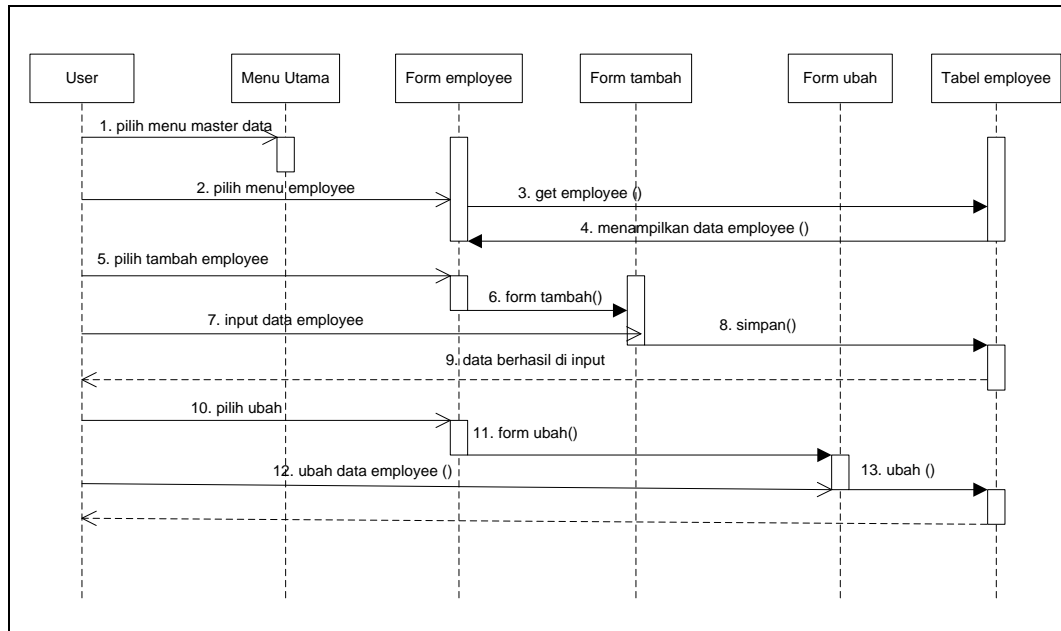 User
Menu Utama
Form employee
Form tambah
Form ubah
Tabel employee
1. pilih menu master data
2. pilih menu employee
3. get employee ()
4. menampilkan data employee ()
5. pilih tambah employee
6. form tambah()
7. input data employee
8. simpan()
9. data berhasil di input
10. pilih ubah
11. form ubah()
12. ubah data employee ()
13. ubah ()